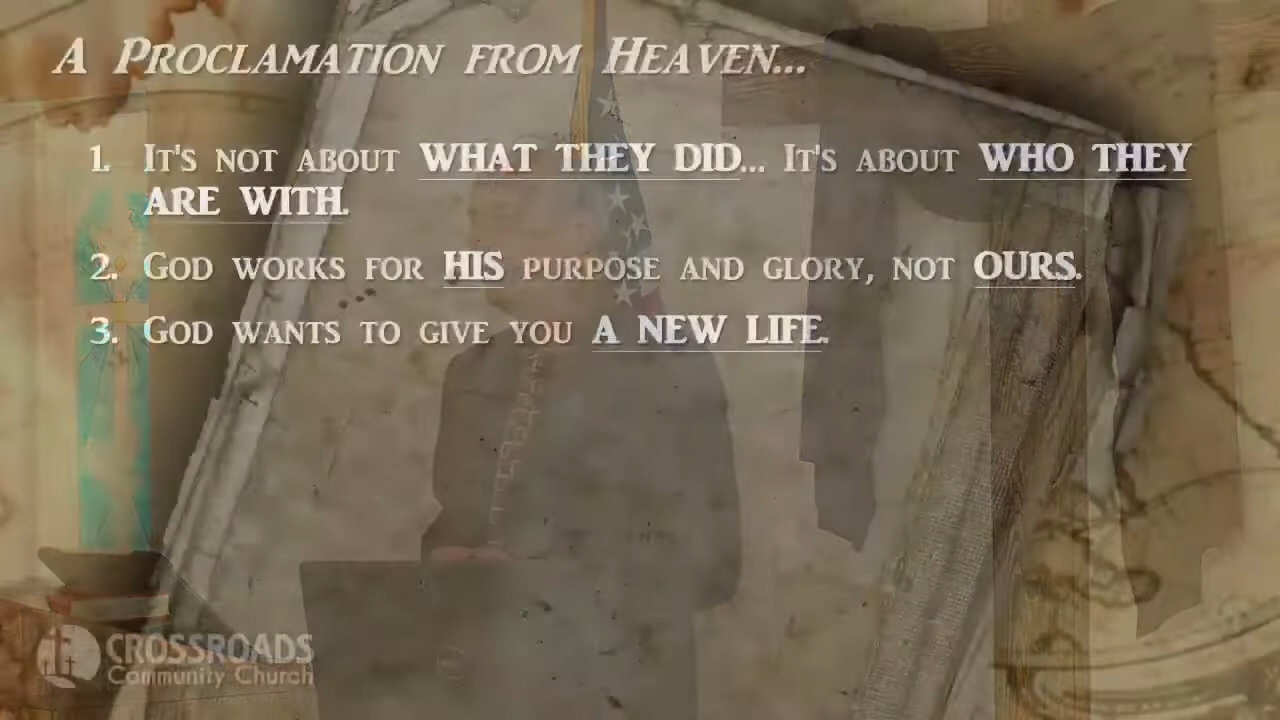 A Proclamation from Heaven...
1. It's not about WHAT THEY DID... It's about WHO THEY
ARE WITH.
2. God works for HIS purpose and glory, not OURS.
3. God wants to give you A NEW LIFE.
CROSSROADS
Community Church